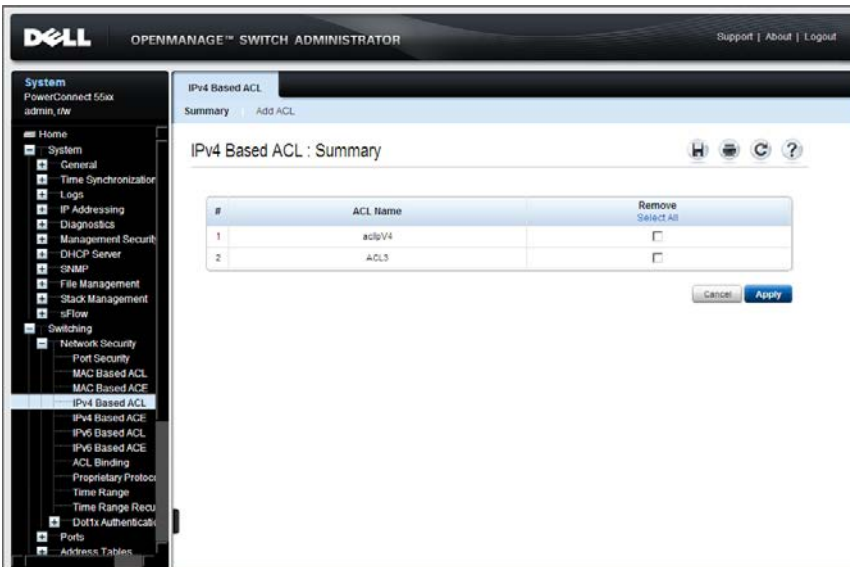 DELL
OPENMANAGE™ SWITCH ADMINISTRATOR
Support | About | Logout
System
PowerConnect 55xx
admin, r/w
IPv4 Based ACL
Summary Add ACL
Home
System
General
Time Synchronization
Logs
IP Addressing
Diagnostics
Management Securit
DHCP Server
SNMP
File Management
Stack Management
sFlow
Switching
Network Security
Port Security
MAC Based ACL
MAC Based ACE
IPv4 Based ACL
IPv4 Based ACE
IPv6 Based ACL
IPv6 Based ACE
ACL Binding
Proprietary Protoco
Time Range
Time Range Recu
Dot1x Authenticati
Ports
Address Tables
IPv4 Based ACL : Summary
?
# ACL Name Remove
Select All
1 aclpV4
2 ACL3
Cancel Apply